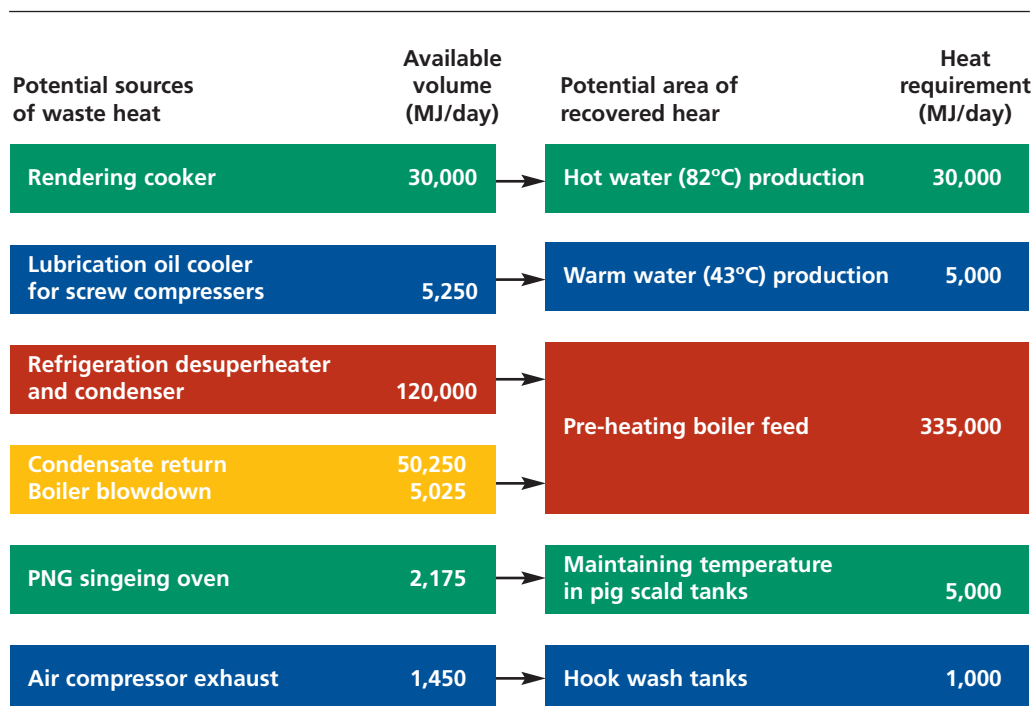 Potential sources
of waste heat
Available
volume
(MJ/day)
Potential area of
recovered hear
Heat
requirement
(MJ/day)
Rendering cooker 30,000
Hot water (82ºC) production 30,000
Lubrication oil cooler
for screw compressers 5,250
Warm water (43ºC) production 5,000
Refrigeration desuperheater
and condenser 120,000
Pre-heating boiler feed 335,000
Condensate return 50,250
Boiler blowdown 5,025
PNG singeing oven 2,175
Maintaining temperature
in pig scald tanks 5,000
Air compressor exhaust 1,450
Hook wash tanks 1,000